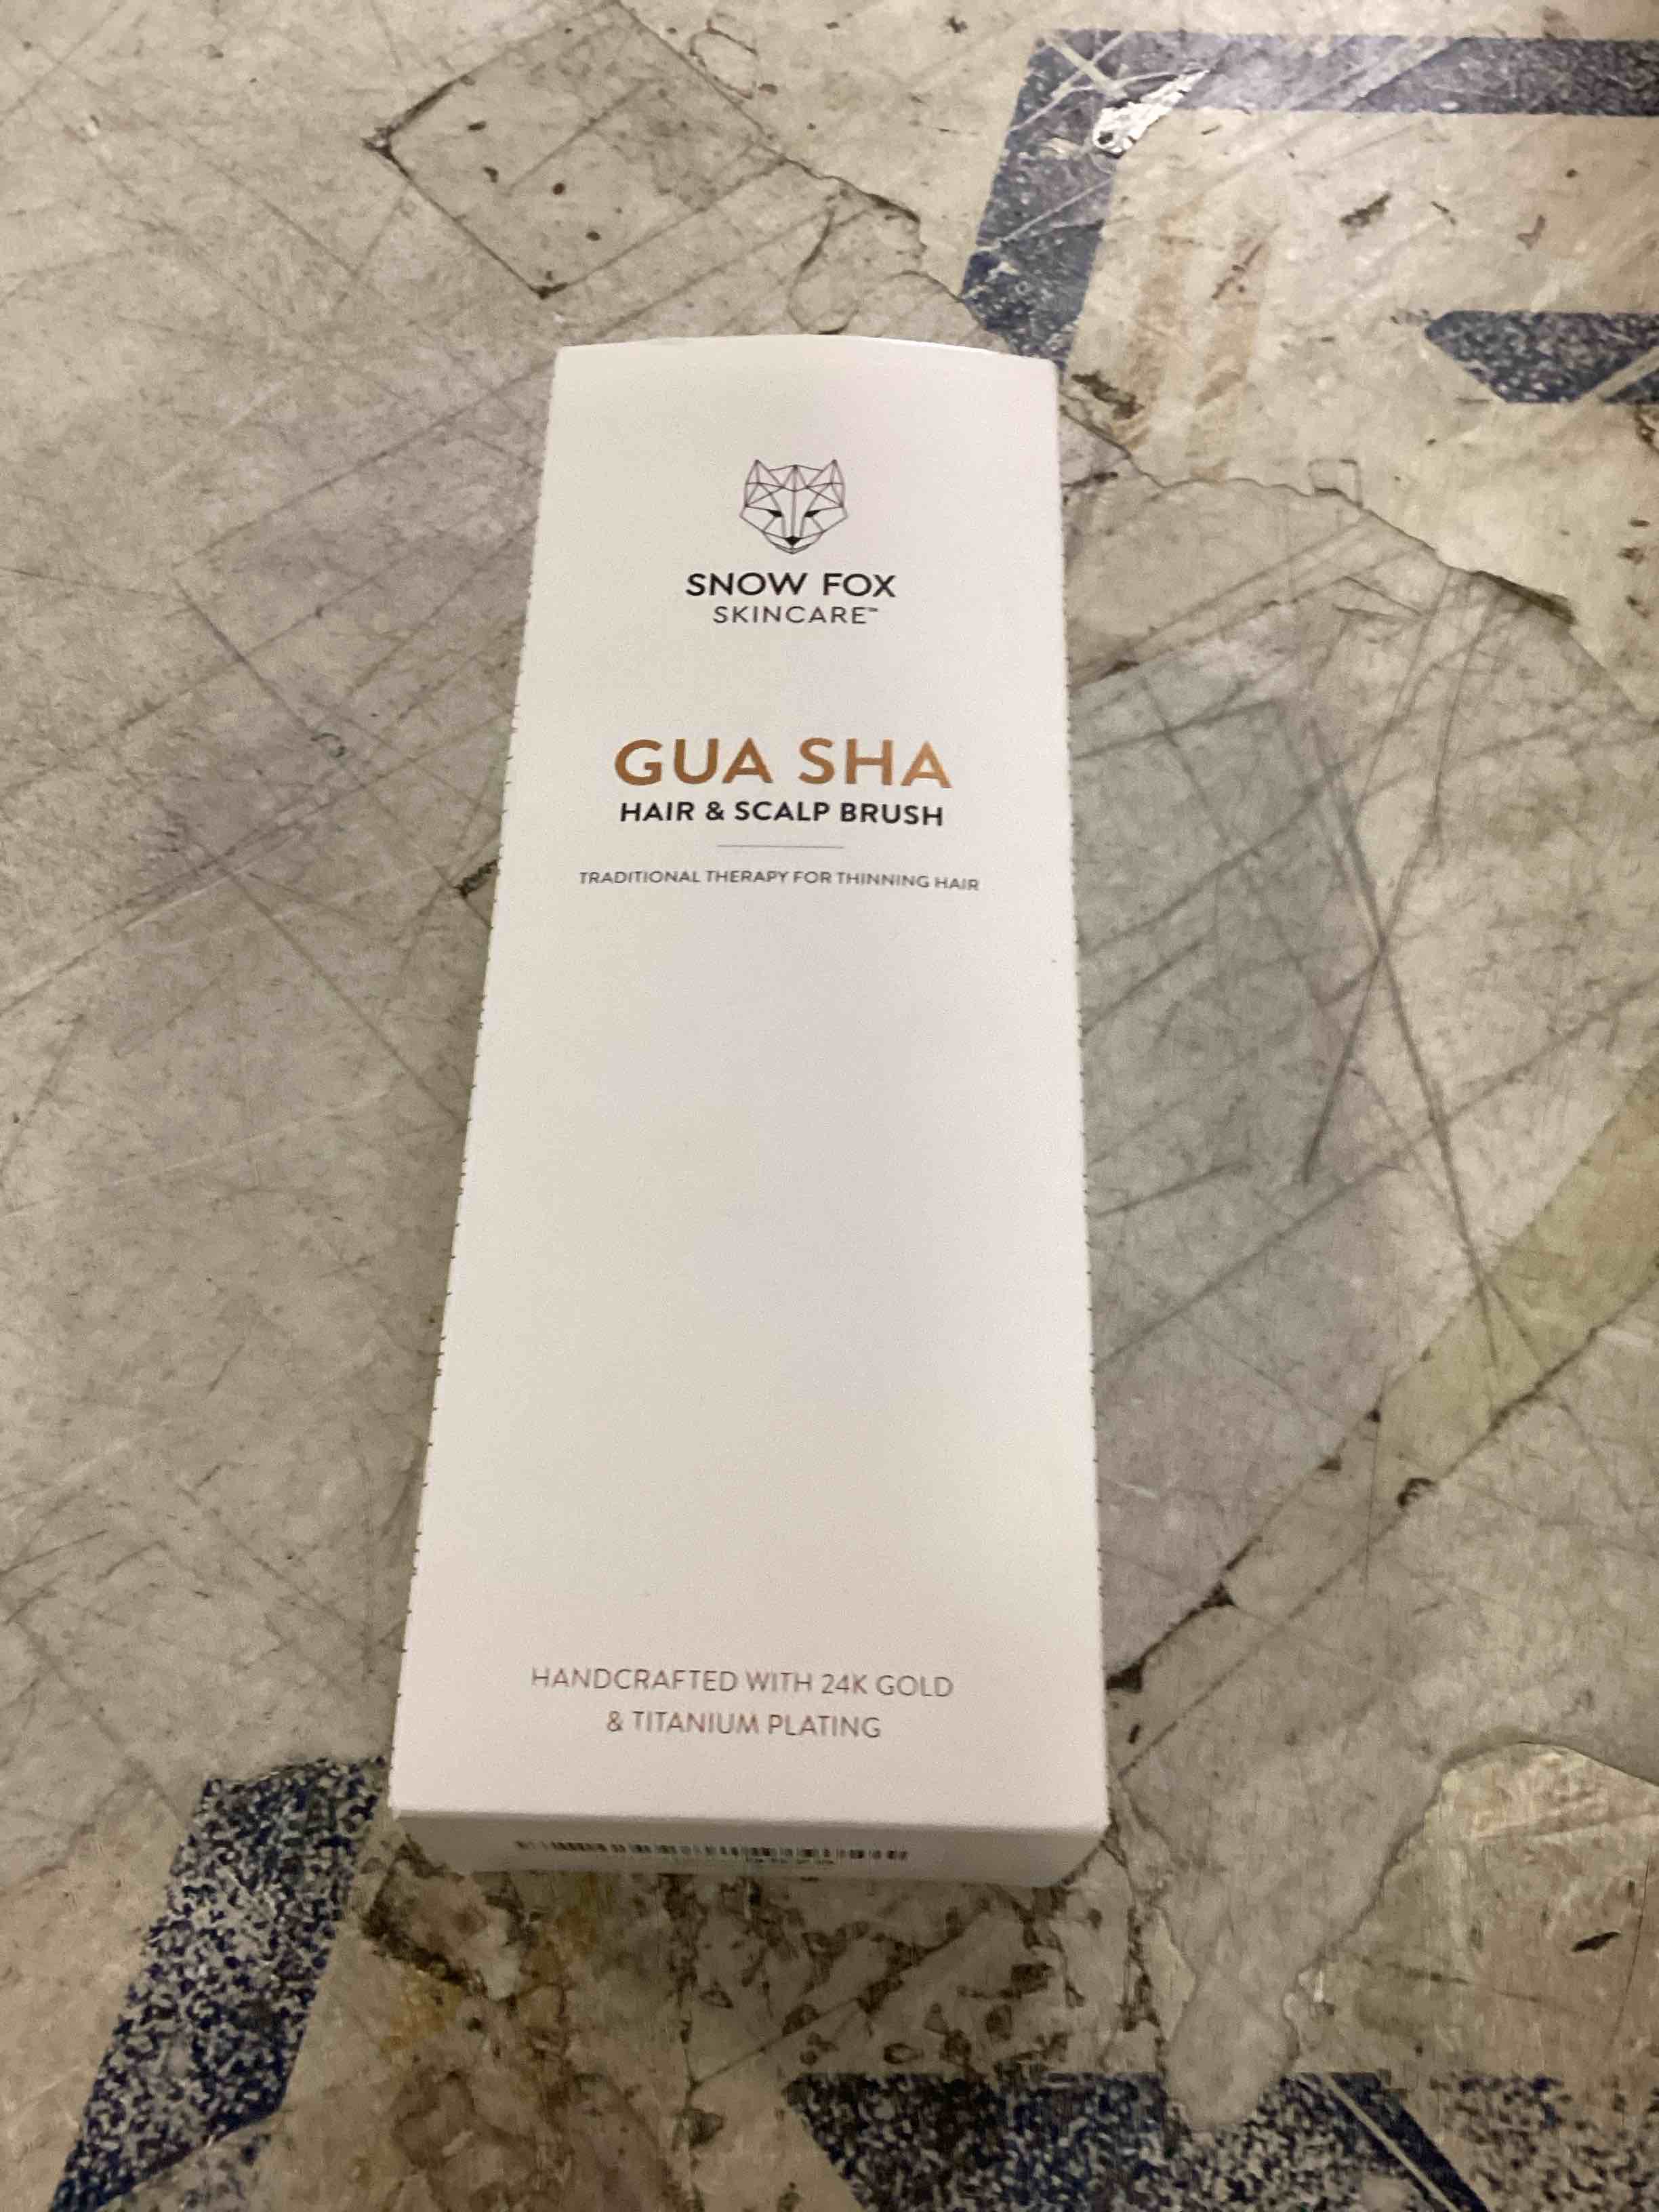 SNOW FOX
SKINCARE™
GUA SHA
HAIR & SCALP BRUSH
TRADITIONAL THERAPY FOR THINNING HAIR
HANDCRAFTED WITH 24K GOLD
& TITANIUM PLATING